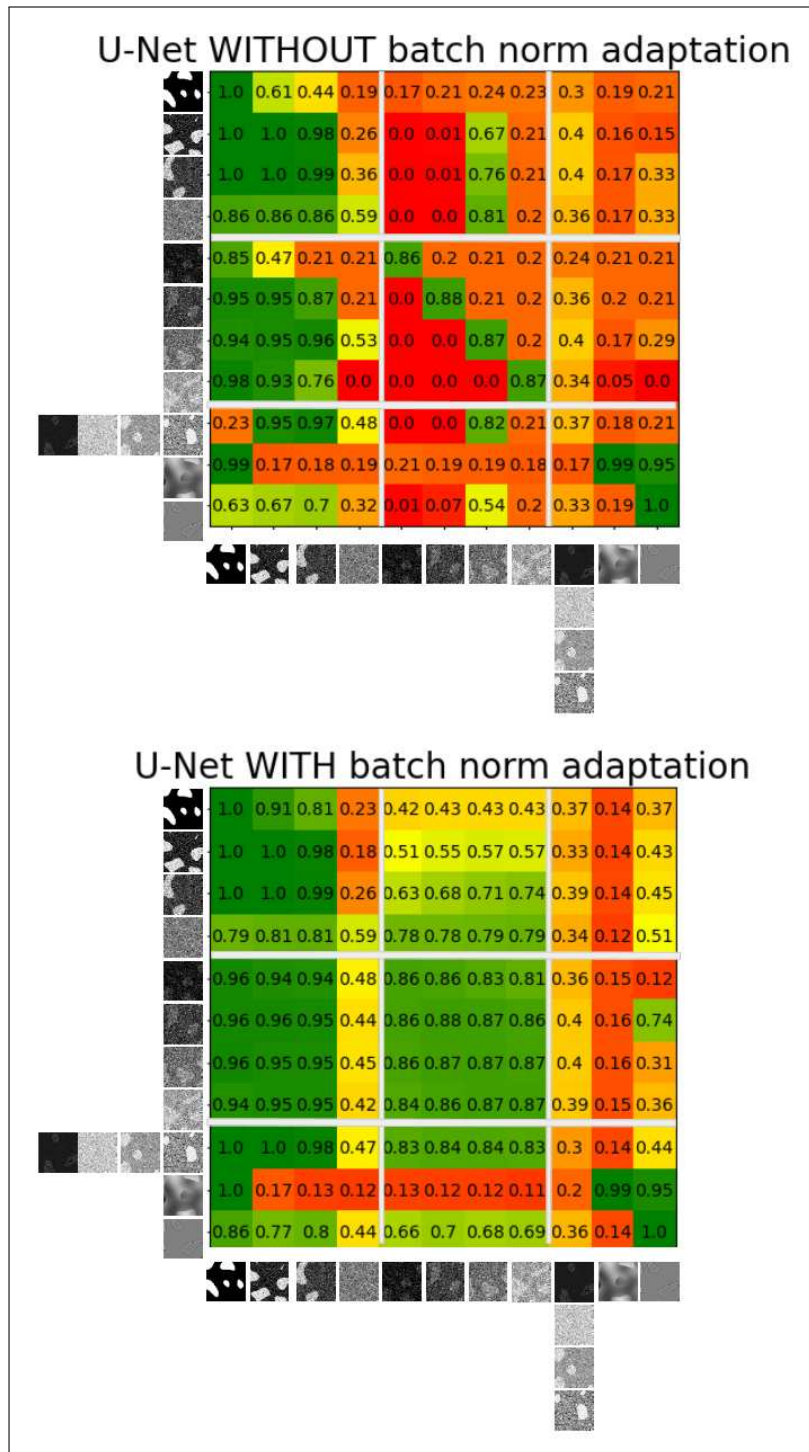 U-Net WITHOUT batch norm adaptation
1.0 0.61 0.44 0.19 0.17 0.21 0.24 0.23 0.3 0.19 0.21
1.0 1.0 0.98 0.26 0.0 0.01 0.67 0.21 0.4 0.16 0.15
1.0 1.0 0.99 0.36 0.0 0.01 0.76 0.21 0.4 0.17 0.33
0.86 0.86 0.86 0.59 0.0 0.0 0.81 0.2 0.36 0.17 0.33
0.85 0.47 0.21 0.21 0.86 0.2 0.21 0.2 0.24 0.21 0.21
0.95 0.95 0.87 0.21 0.0 0.88 0.21 0.2 0.36 0.2 0.21
0.94 0.95 0.96 0.53 0.0 0.0 0.87 0.2 0.4 0.17 0.29
0.98 0.93 0.76 0.0 0.0 0.0 0.0 0.87 0.34 0.05 0.0
0.23 0.95 0.97 0.48 0.0 0.0 0.82 0.21 0.37 0.18 0.21
0.99 0.17 0.18 0.19 0.21 0.19 0.19 0.18 0.17 0.99 0.95
0.63 0.67 0.7 0.32 0.01 0.07 0.54 0.2 0.33 0.19 1.0
U-Net WITH batch norm adaptation
1.0 0.91 0.81 0.23 0.42 0.43 0.43 0.43 0.37 0.14 0.37
1.0 1.0 0.98 0.18 0.51 0.55 0.57 0.57 0.33 0.14 0.43
1.0 1.0 0.99 0.26 0.63 0.68 0.71 0.74 0.39 0.14 0.45
0.79 0.81 0.81 0.59 0.78 0.78 0.79 0.79 0.34 0.12 0.51
0.96 0.94 0.94 0.48 0.86 0.86 0.83 0.81 0.36 0.15 0.12
0.96 0.96 0.95 0.44 0.86 0.88 0.87 0.86 0.4 0.16 0.74
0.96 0.95 0.95 0.45 0.86 0.87 0.87 0.87 0.4 0.16 0.31
0.94 0.95 0.95 0.42 0.84 0.86 0.87 0.87 0.39 0.15 0.36
1.0 1.0 0.98 0.47 0.83 0.84 0.84 0.83 0.3 0.14 0.44
1.0 0.17 0.13 0.12 0.13 0.12 0.12 0.11 0.2 0.99 0.95
0.86 0.77 0.8 0.44 0.66 0.7 0.68 0.69 0.36 0.14 1.0